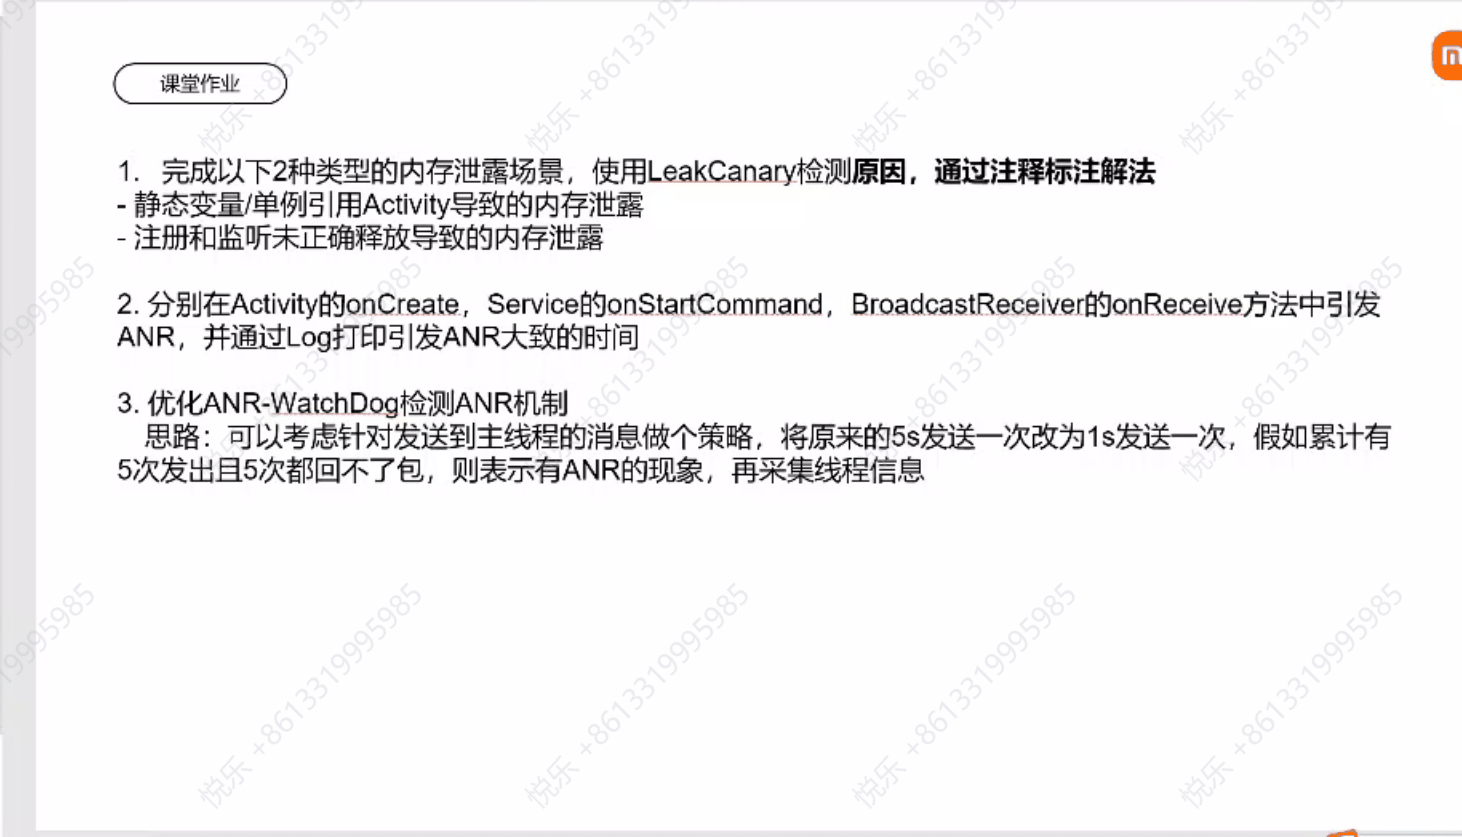 课堂作业
1. 完成以下2种类型的内存泄露场景，使用LeakCanary检测原因，通过注释标注解法
- 静态变量/单例引用Activity导致的内存泄露
- 注册和监听未正确释放导致的内存泄露
2. 分别在Activity的onCreate，Service的onStartCommand，BroadcastReceiver的onReceive方法中引发
ANR，并通过Log打印引发ANR大致的时间
3. 优化ANR-WatchDog检测ANR机制
思路：可以考虑针对发送到主线程的消息做个策略，将原来的5s发送一次改为1s发送一次，假如累计有
5次发出且5次都回不了包，则表示有ANR的现象，再采集线程信息
悦乐 +8613319995985